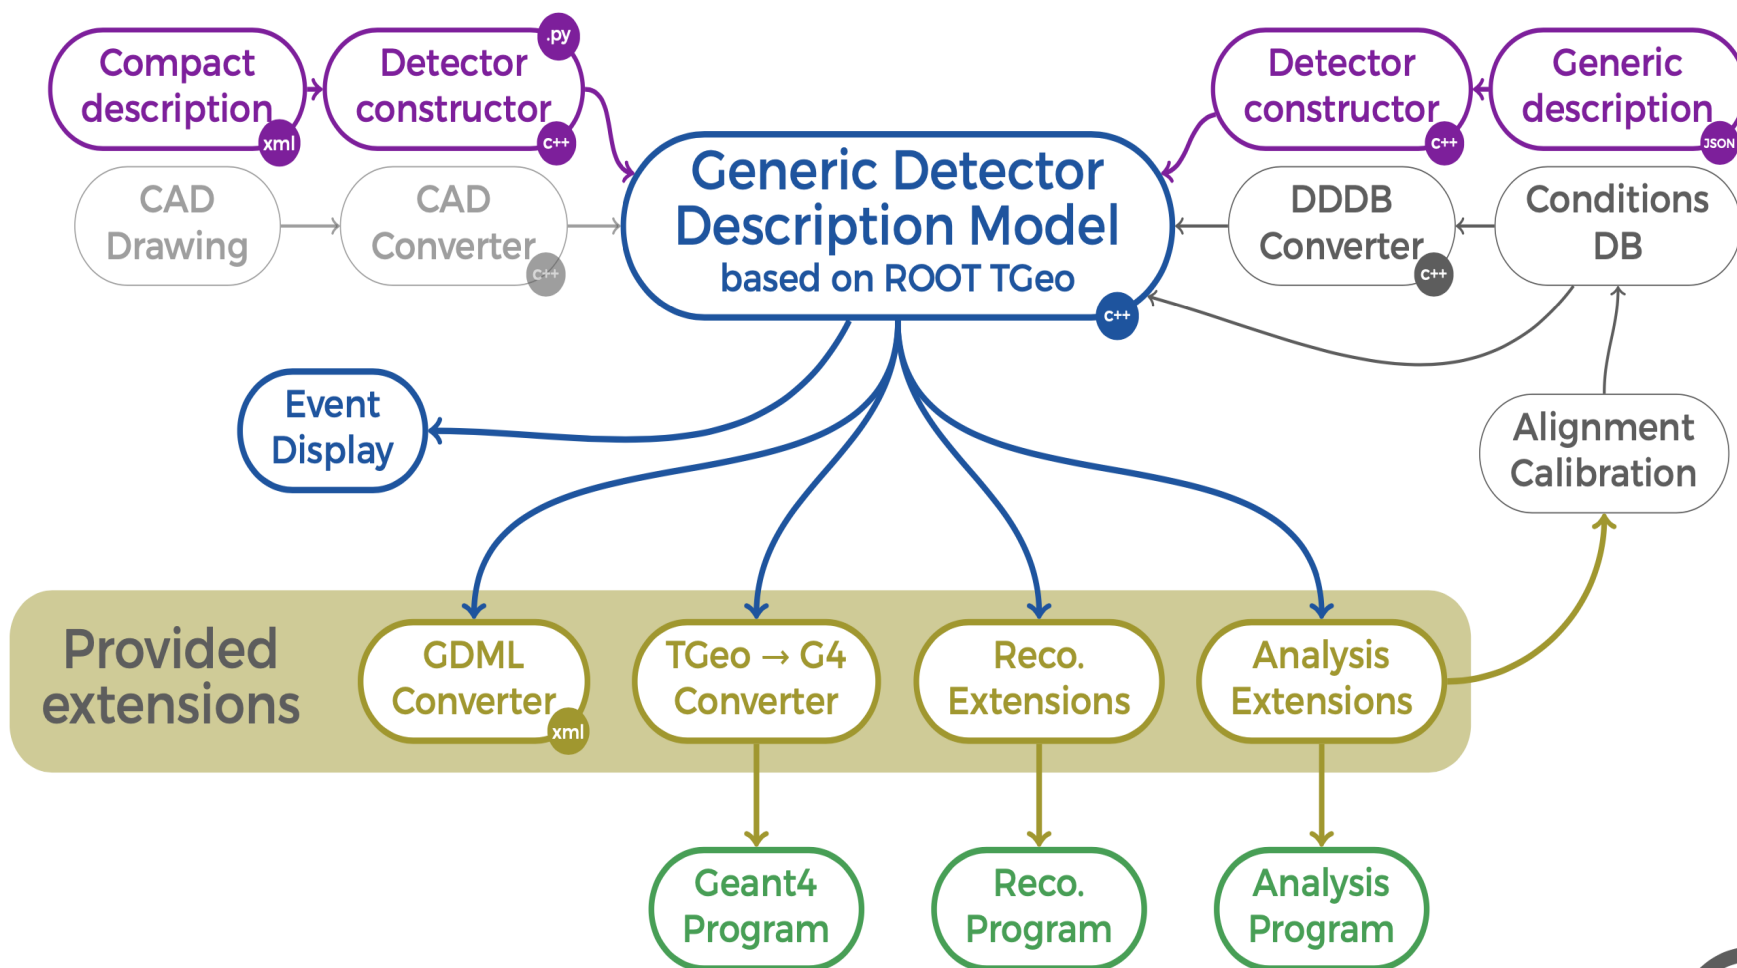 Compact
description
xml
Detector
constructor
.py
c++
Detector
constructor
c++
Generic
description
JSON
CAD
Drawing
CAD
Converter
c++
Generic Detector
Description Model
based on ROOT TGeo
c++
DDDB
Converter
c++
Conditions
DB
Event
Display
Alignment
Calibration
Provided
extensions
GDML
Converter
xml
TGeo → G4
Converter
Reco.
Extensions
Analysis
Extensions
Geant4
Program
Reco.
Program
Analysis
Program